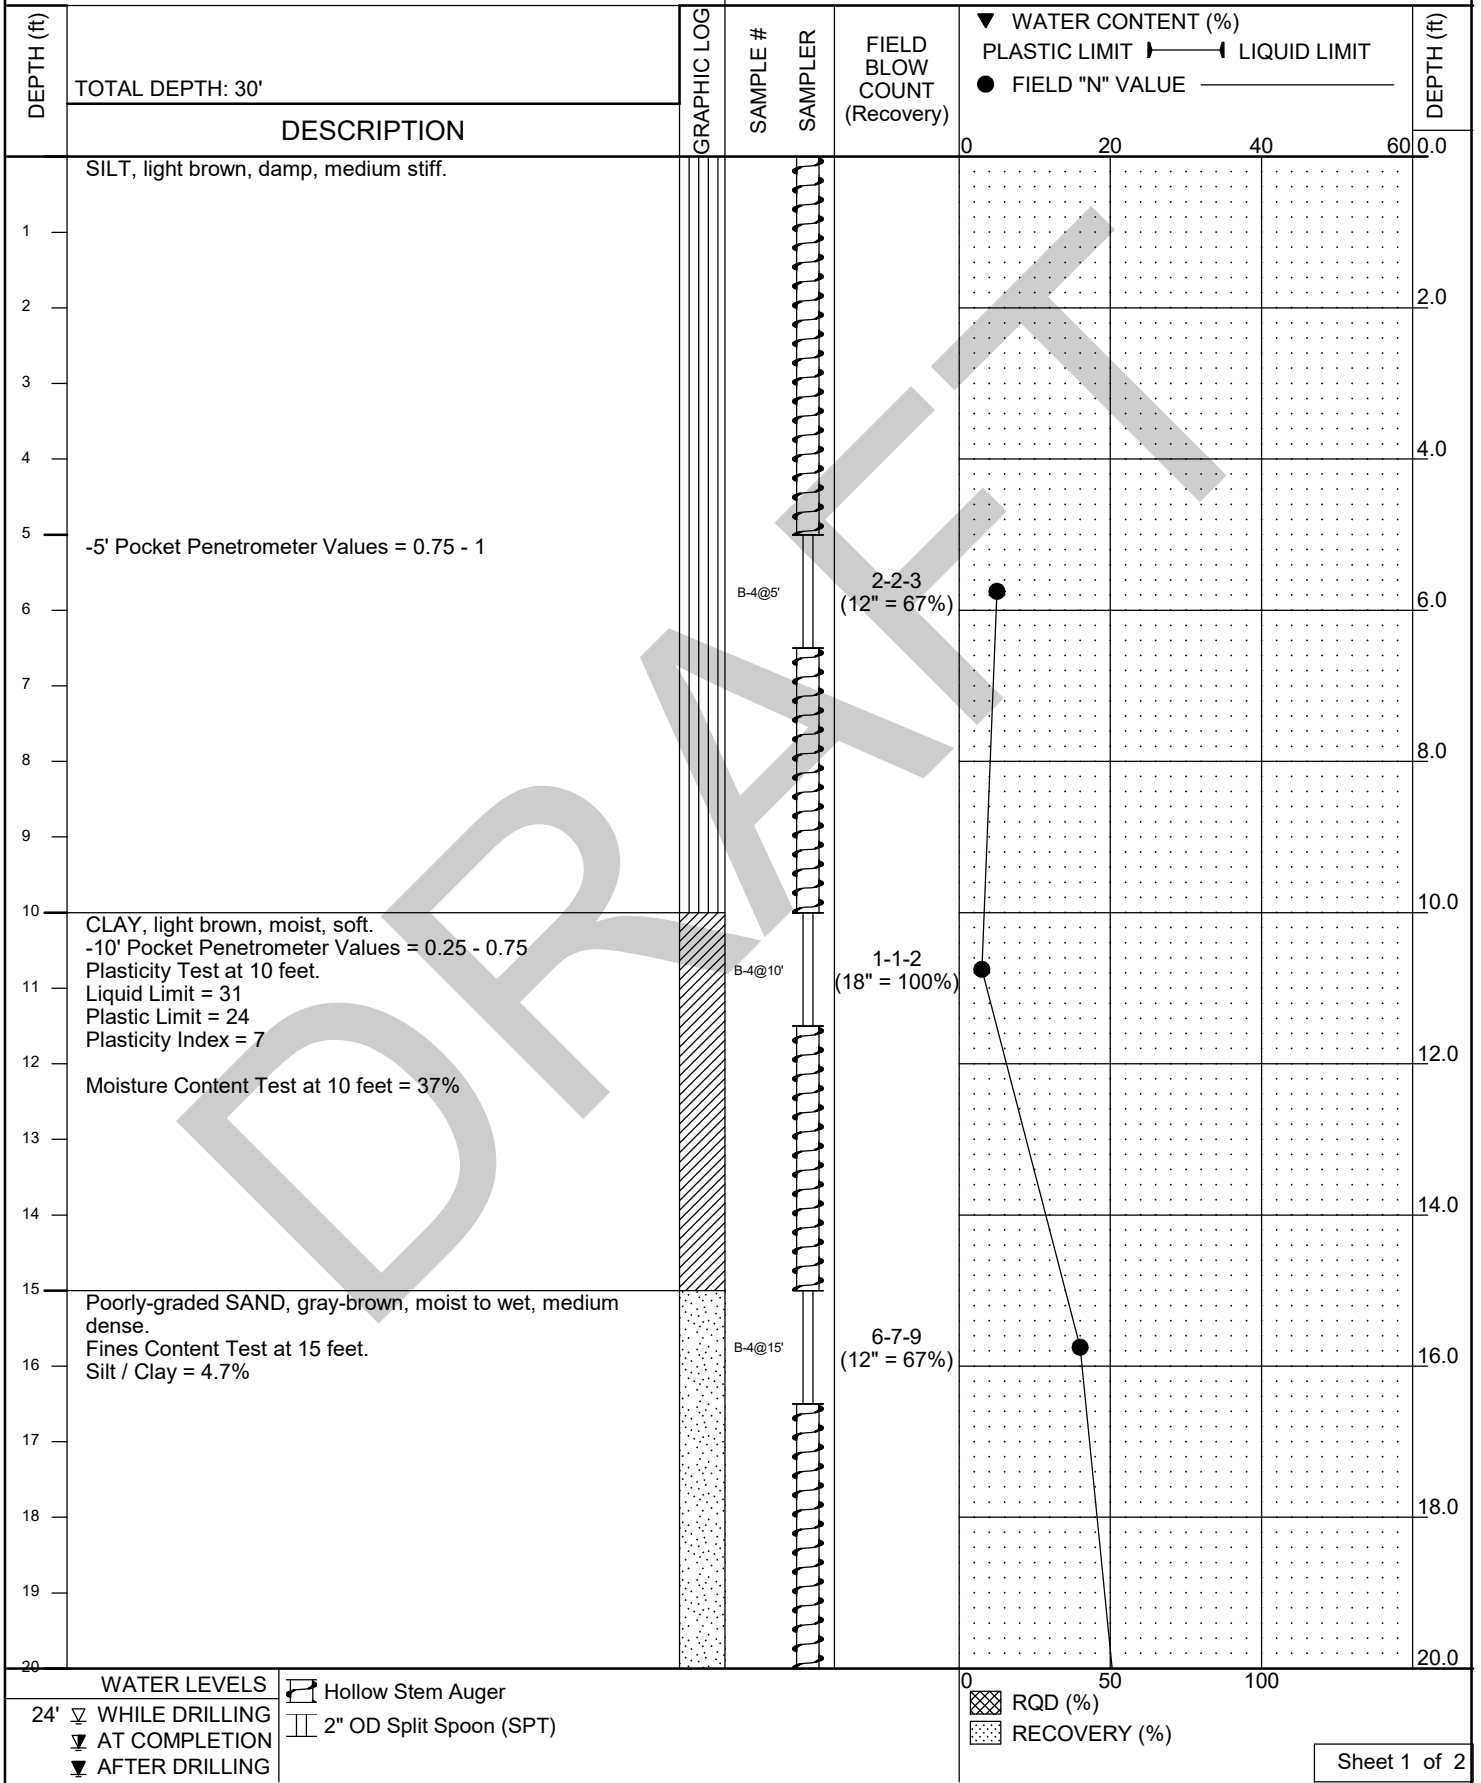 DEPTH (ft)
TOTAL DEPTH: 30'
DESCRIPTION
GRAPHIC LOG
SAMPLE #
SAMPLER
FIELD
BLOW
COUNT
(Recovery)
▼ WATER CONTENT (%)
PLASTIC LIMIT LIQUID LIMIT
● FIELD "N" VALUE
DEPTH (ft)
0 20 40 60 0.0
SILT, light brown, damp, medium stiff.
1
2 2.0
3
4 4.0
5
-5' Pocket Penetrometer Values = 0.75 - 1
B-4@5'
2-2-3
(12" = 67%)
6 6.0
7
8 8.0
9
10 10.0
CLAY, light brown, moist, soft.
-10' Pocket Penetrometer Values = 0.25 - 0.75
Plasticity Test at 10 feet.
Liquid Limit = 31
Plastic Limit = 24
Plasticity Index = 7
Moisture Content Test at 10 feet = 37%
B-4@10'
1-1-2
(18" = 100%)
11
12 12.0
13
14 14.0
15
Poorly-graded SAND, gray-brown, moist to wet, medium
dense.
Fines Content Test at 15 feet.
Silt / Clay = 4.7%
B-4@15'
6-7-9
(12" = 67%)
16 16.0
17
18 18.0
19
20 20.0
DRAFT
WATER LEVELS
24' WHILE DRILLING
AT COMPLETION
AFTER DRILLING
Hollow Stem Auger
2" OD Split Spoon (SPT)
0 50 100
RQD (%)
RECOVERY (%)
Sheet 1 of 2